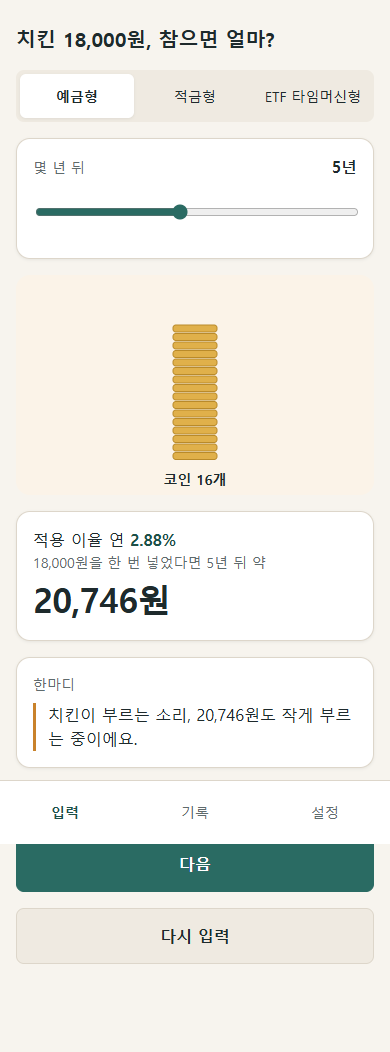 치킨 18,000원, 참으면 얼마?
예금형
적금형
ETF 타임머신형
몇 년 뒤
5년
코인 16개
적용 이율 연 2.88%
18,000원을 한 번 넣었다면 5년 뒤 약
20,746원
한마디
치킨이 부르는 소리, 20,746원도 작게 부르
는 중이에요.
입력
기록
설정
다음
다시 입력